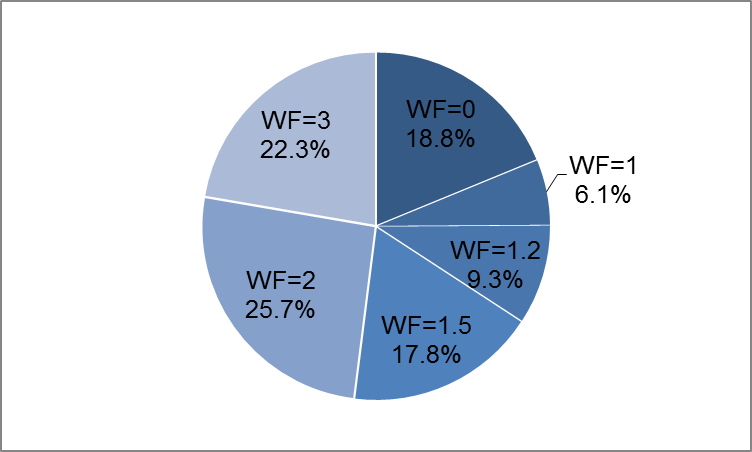 WF=0
18.8%
WF=1
6.1%
WF=1.2
9.3%
WF=1.5
17.8%
WF=2
25.7%
WF=3
22.3%